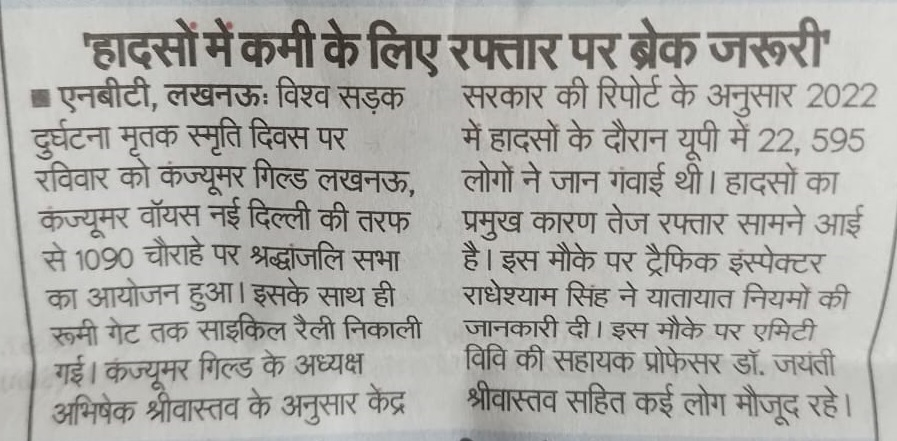 'हादसों में कमी के लिए रफ्तार पर ब्रेक जरूरी'
■ एनबीटी, लखनऊ: विश्व सड़क
दुर्घटना मृतक स्मृति दिवस पर
रविवार को कंज्यूमर गिल्ड लखनऊ,
कंज्यूमर वॉयस नई दिल्ली की तरफ
से 1090 चौराहे पर श्रद्धांजलि सभा
का आयोजन हुआ। इसके साथ ही
रूमी गेट तक साइकिल रैली निकाली
गई। कंज्यूमर गिल्ड के अध्यक्ष
अभिषेक श्रीवास्तव के अनुसार केंद्र
सरकार की रिपोर्ट के अनुसार 2022
में हादसों के दौरान यूपी में 22, 595
लोगों ने जान गंवाई थी। हादसों का
प्रमुख कारण तेज रफ्तार सामने आई
है। इस मौके पर ट्रैफिक इंस्पेक्टर
राधेश्याम सिंह ने यातायात नियमों की
जानकारी दी। इस मौके पर एमिटी
विवि की सहायक प्रोफेसर डॉ. जयंती
श्रीवास्तव सहित कई लोग मौजूद रहे।